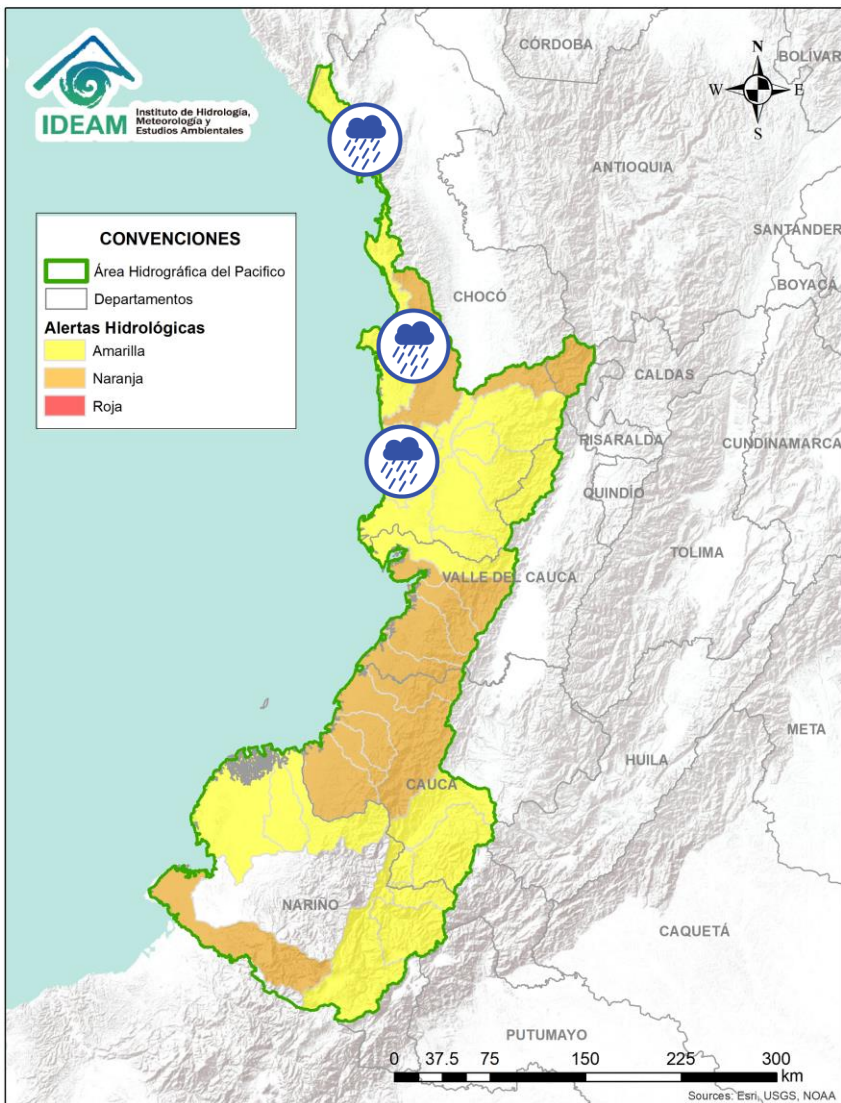 IDEAM
Instituto de Hidrología,
Meteorología y
Estudios Ambientales
CÓRDOBA
BOLÍVAR
N
W
E
S
ANTIOQUIA
SANTANDER
BOYACÁ
CONVENCIONES
Área Hidrográfica del Pacifico
Departamentos
Alertas Hidrológicas
Amarilla
Naranja
Roja
CHOCÓ
CALDAS
RISARALDA
CUNDINAMARCA
QUINDÍO
TOLIMA
VALLE DEL CAUCA
META
HUILA
CAUCA
NARIÑO
CAQUETÁ
PUTUMAYO
0 37.5 75 150 225 300
km
Sources: Esri, USGS, NOAA